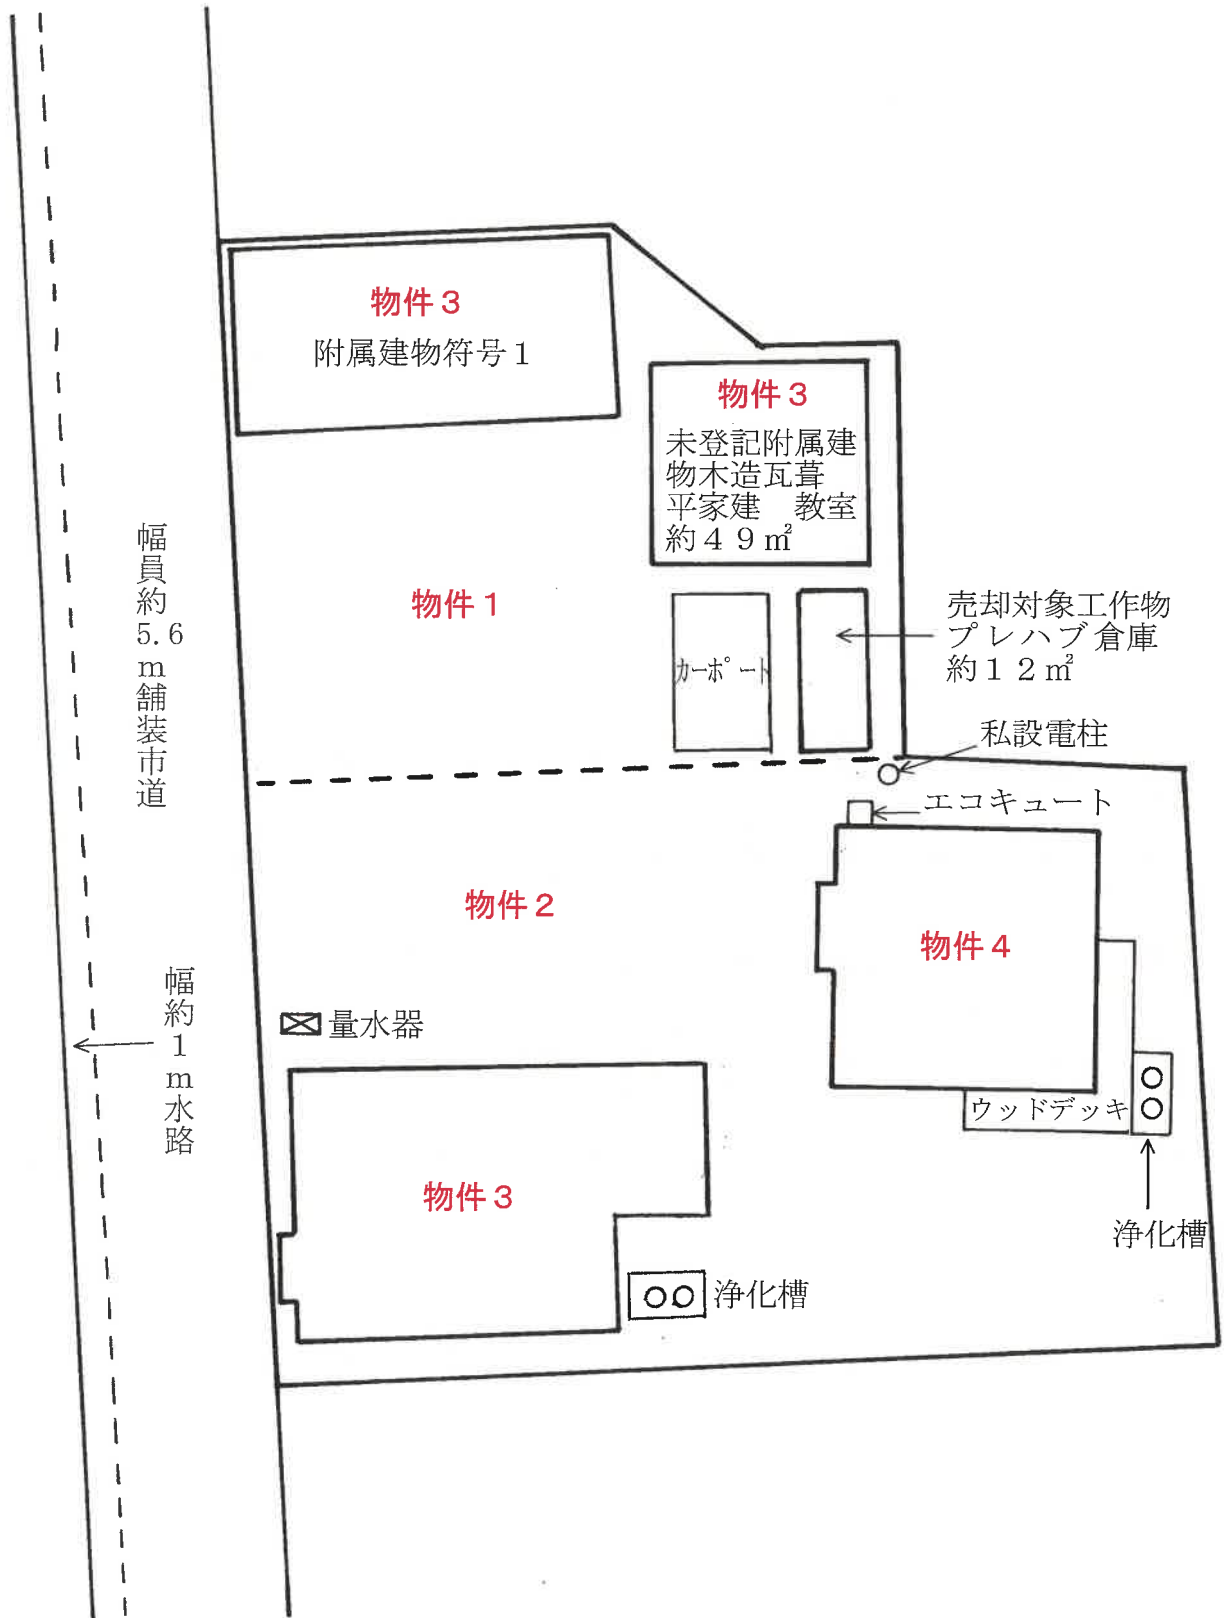 物件３
附属建物符号１
物件３
未登記附属建
物木造瓦葺
平家建　教室
約４９㎡
幅員約5.6m舗装市道
物件１
売却対象工作物
プレハブ倉庫
約１２㎡
カーポート
私設電柱
エコキュート
物件２
物件４
幅約1m水路
量水器
ウッドデッキ
物件３
浄化槽
浄化槽